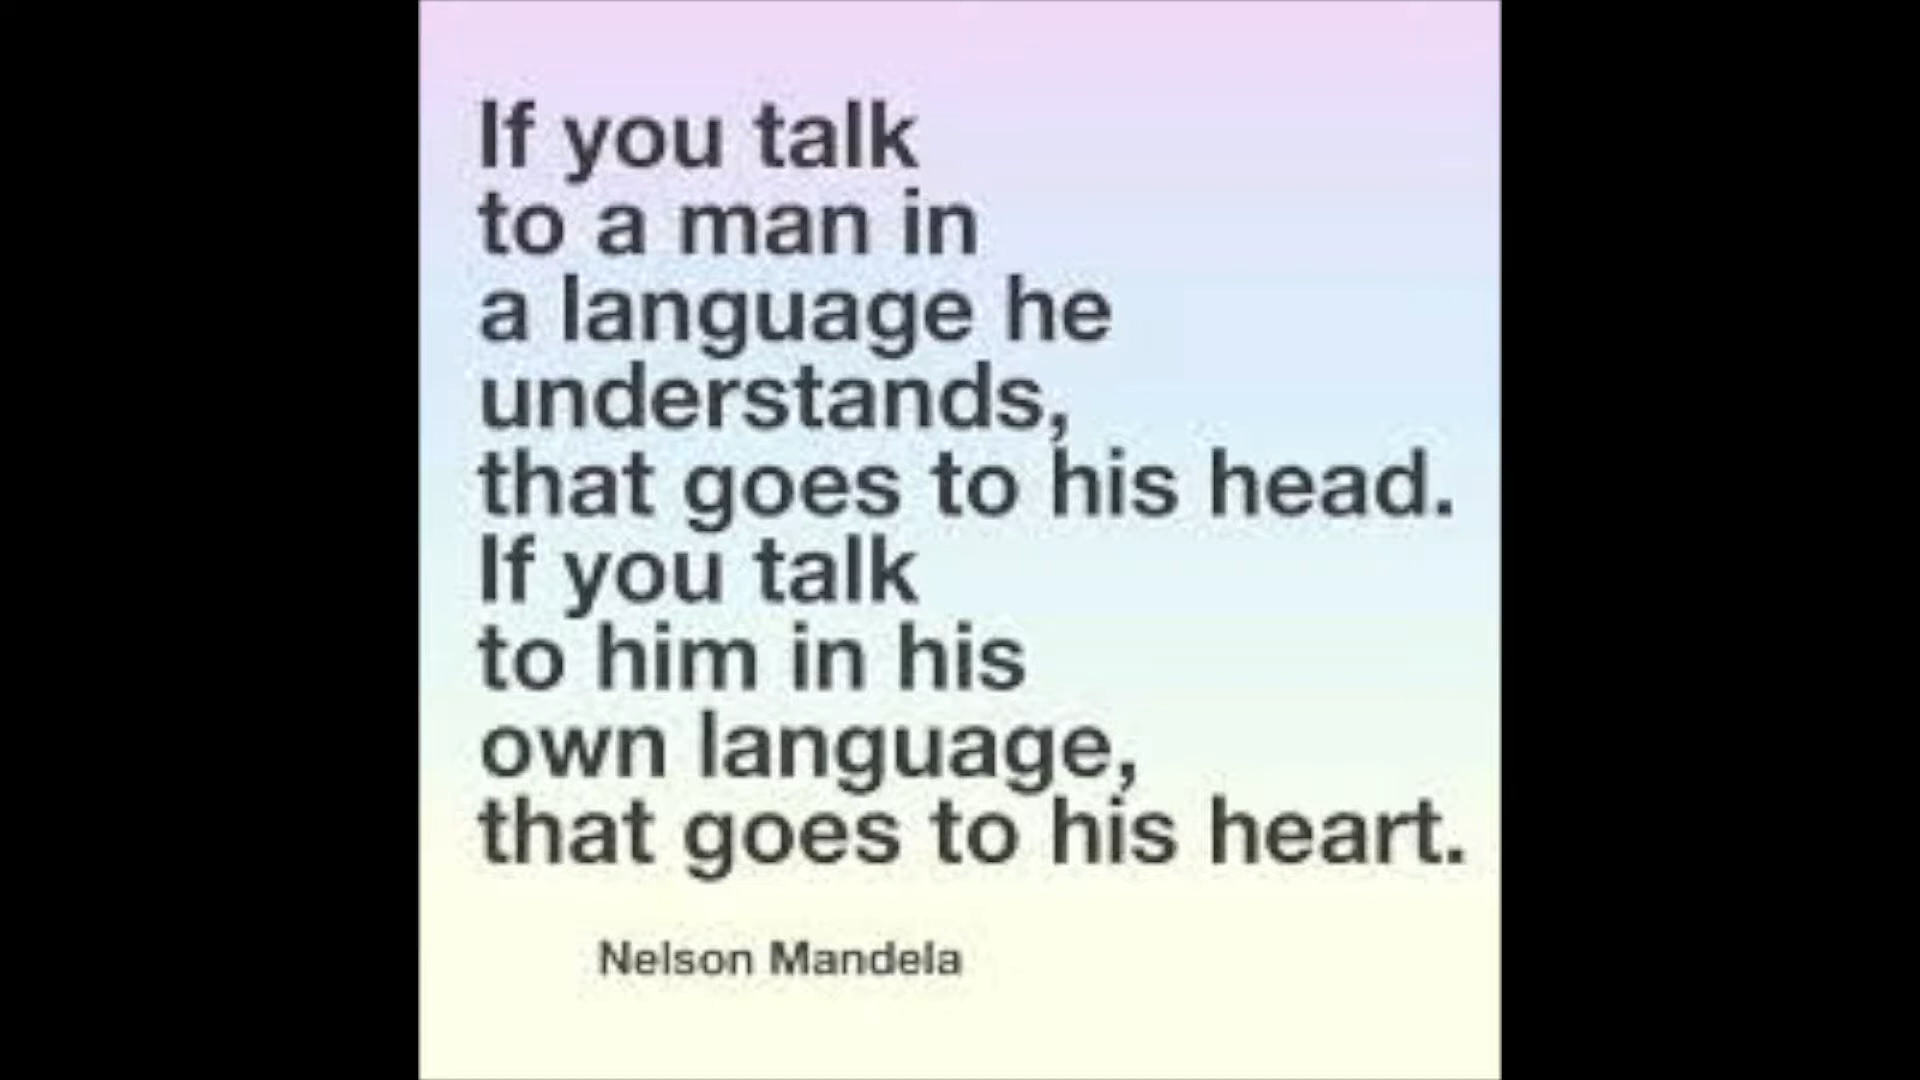 If you talk
to a man in
a language he
understands,
that goes to his head.
If you talk
to him in his
own language,
that goes to his heart.
Nelson Mandela